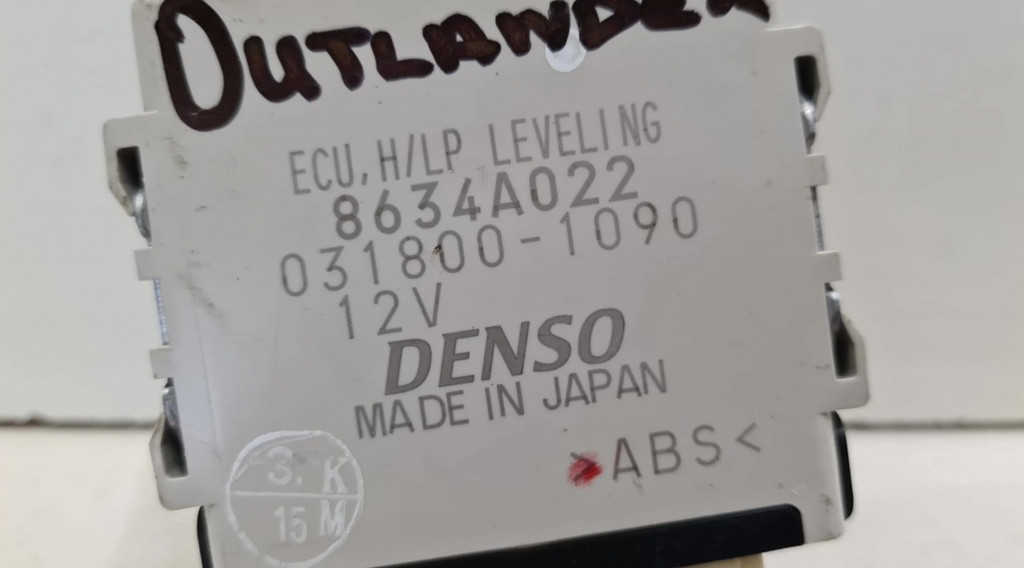 OUTLANDER
ECU, H/LP LEVELING
8634A022
031800-1090
12V
DENSO
MADE IN JAPAN
>ABS<
3. K
15 M